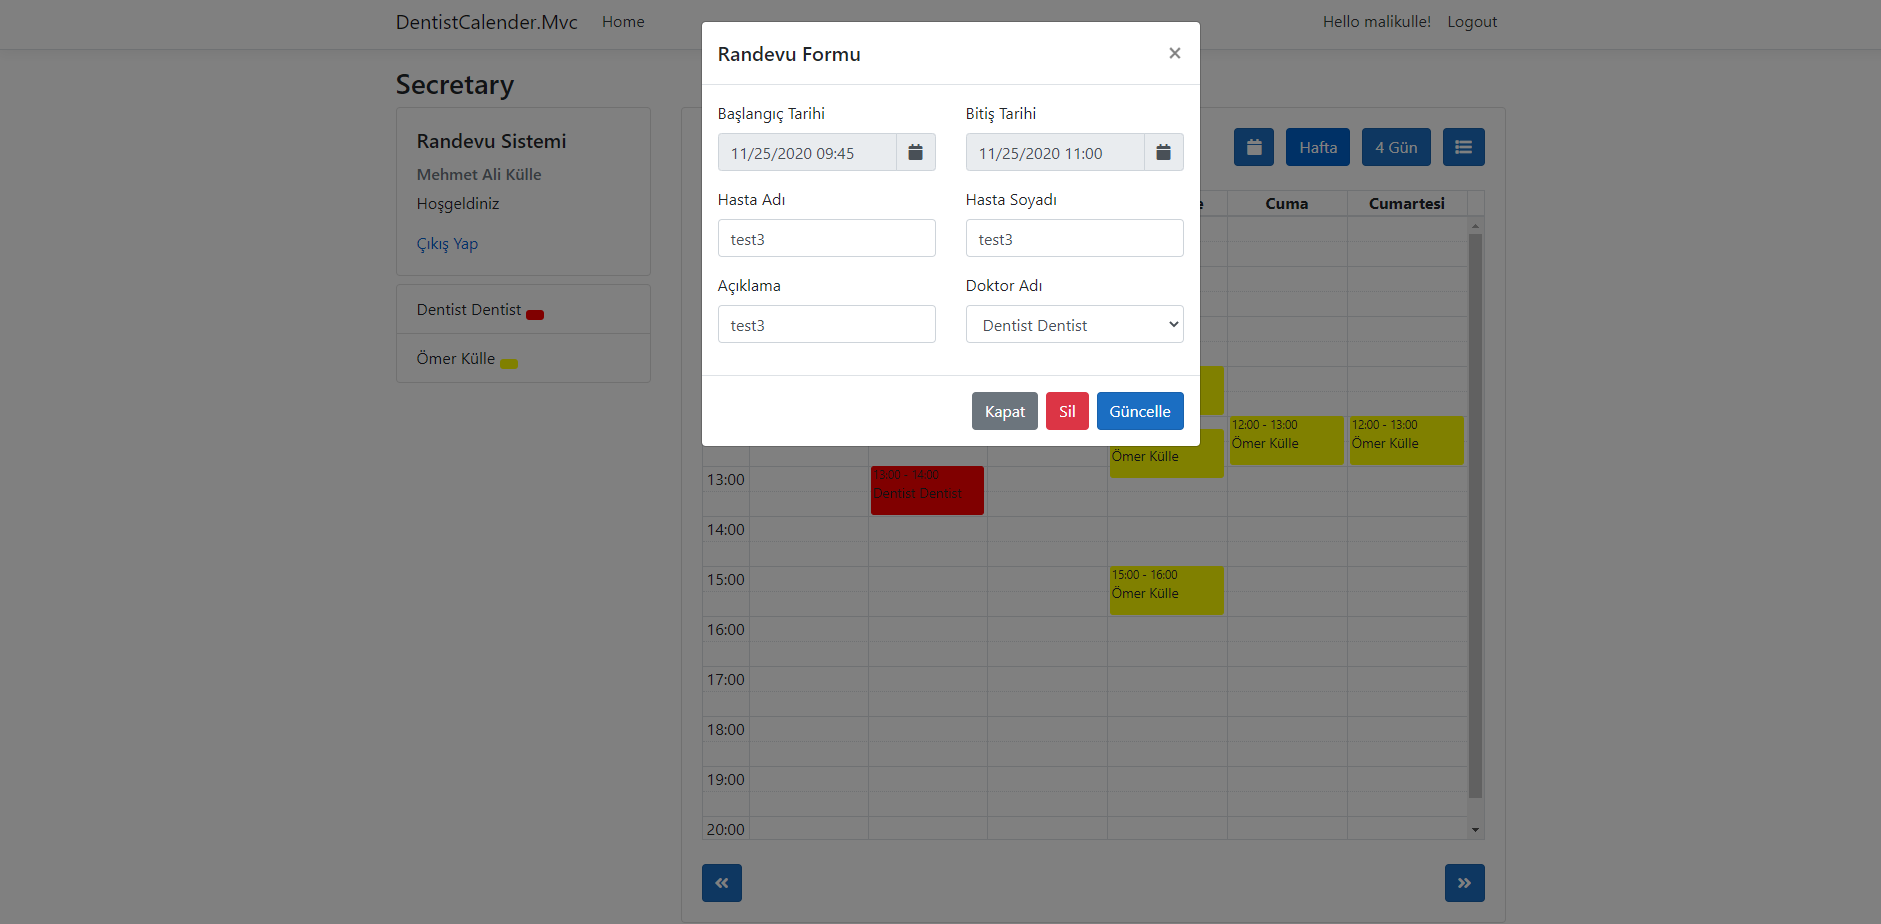 DentistCalender.Mvc Home Hello malikulle! Logout
Secretary
Randevu Sistemi
Mehmet Ali Külle
Hoşgeldiniz
Çıkış Yap
Dentist Dentist
Ömer Külle
Randevu Formu ×
Başlangıç Tarihi Bitiş Tarihi
11/25/2020 09:45 11/25/2020 11:00
Hasta Adı Hasta Soyadı
test3 test3
Açıklama Doktor Adı
test3 Dentist Dentist
Kapat Sil Güncelle
Hafta 4 Gün
Cuma Cumartesi
12:00 - 13:00 12:00 - 13:00
Ömer Külle Ömer Külle
Ömer Külle
13:00 13:00 - 14:00
Dentist Dentist
14:00
15:00 15:00 - 16:00
Ömer Külle
16:00
17:00
18:00
19:00
20:00